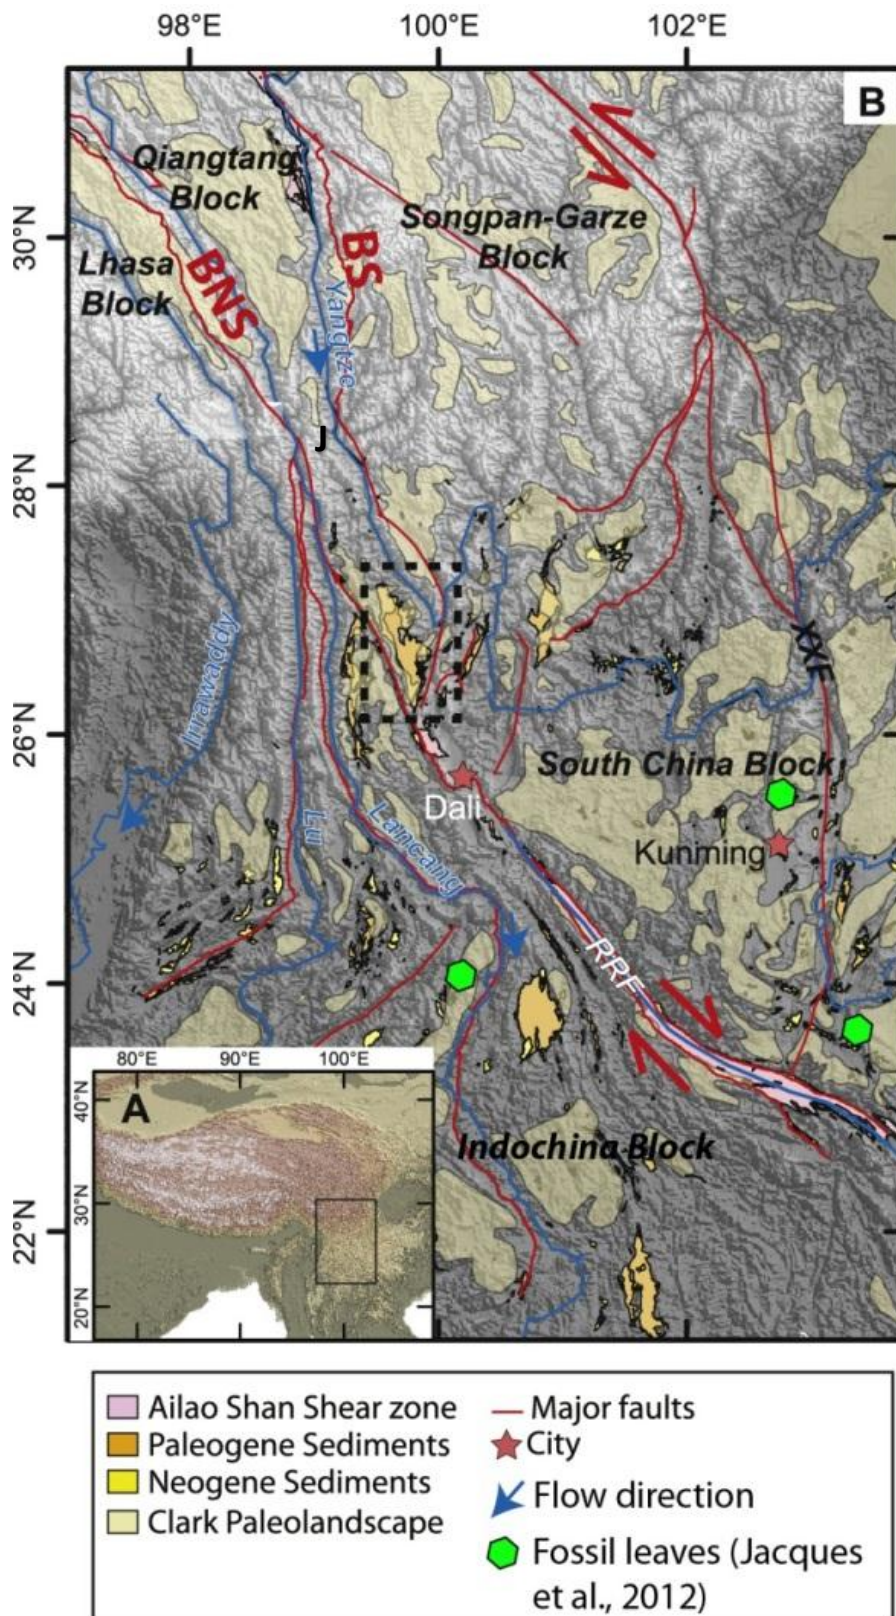 98°E 100°E 102°E
B
Qiangtang
Block
Songpan-Garze
Block
30°N
Lhasa
Block
BNS
BS
Yangtze
J
28°N
Irrawaddy
XXF
26°N
South China Block
Dali
Kunming
Lu
Lancang
RRF
24°N
Indochina Block
22°N
80°E 90°E 100°E
A
40°N
30°N
20°N
Ailao Shan Shear zone
Paleogene Sediments
Neogene Sediments
Clark Paleolandscape
Major faults
City
Flow direction
Fossil leaves (Jacques
et al., 2012)